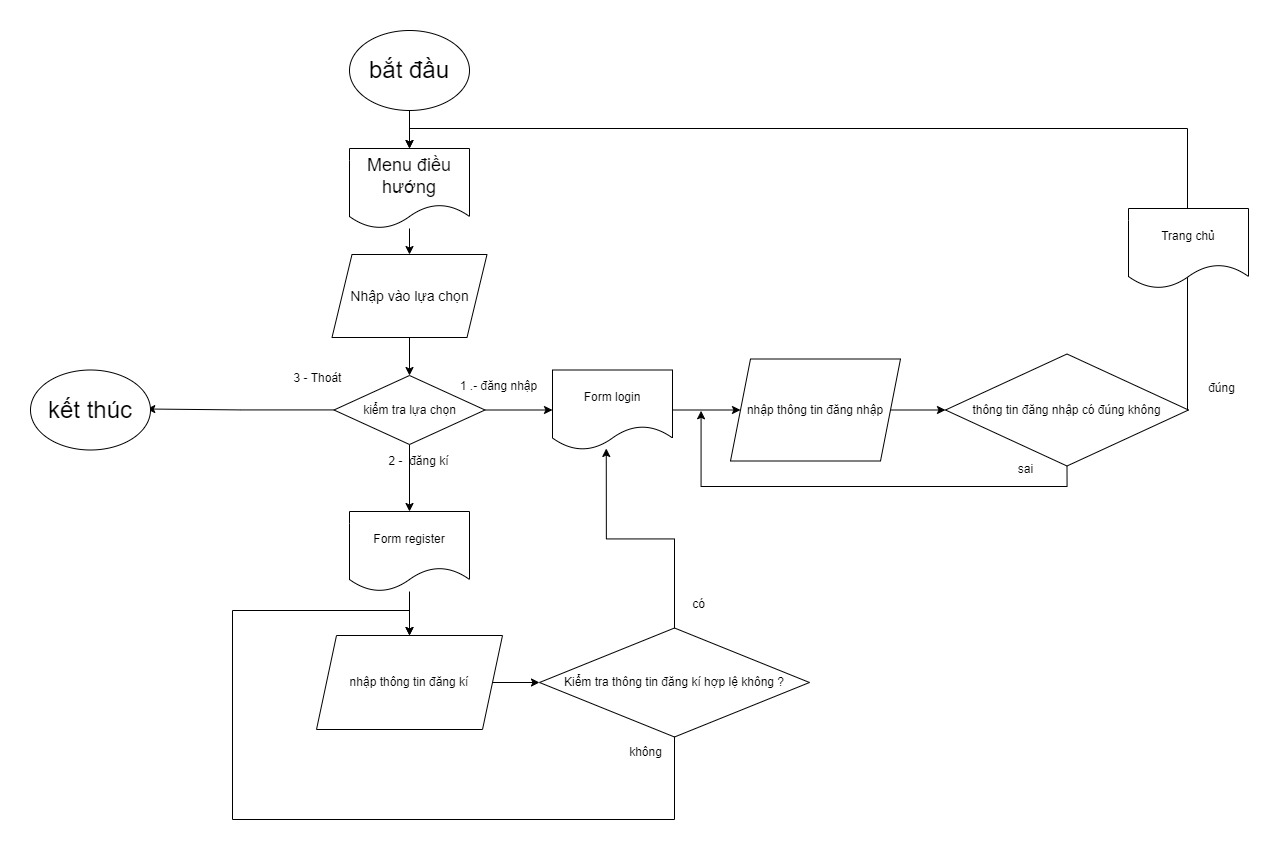 bắt đầu
Menu điều
hướng
Trang chủ
Nhập vào lựa chọn
3 - Thoát
1 .- đăng nhập
kết thúc
kiểm tra lựa chọn
Form login
nhập thông tin đăng nhập
thông tin đăng nhập có đúng không
đúng
sai
2 - đăng kí
Form register
có
nhập thông tin đăng kí
Kiểm tra thông tin đăng kí hợp lệ không ?
không